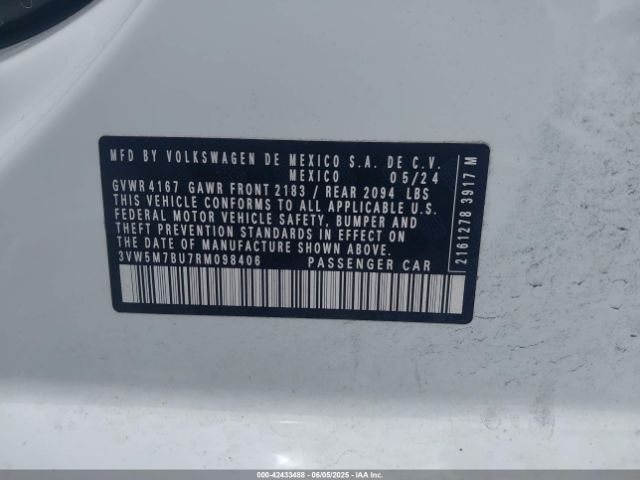 MFD BY VOLKSWAGEN DE MEXICO S.A. DE C.V.
MEXICO 05/24
GVWR 4167 GAWR FRONT 2183 / REAR 2094 LBS
THIS VEHICLE CONFORMS TO ALL APPLICABLE U.S.
FEDERAL MOTOR VEHICLE SAFETY, BUMPER AND
THEFT PREVENTION STANDARDS IN EFFECT ON THE
DATE OF MANUFACTURE SHOWN ABOVE.
3VW5M7BU7RM098406 PASSENGER CAR
2161278 3917 M
000-42433488 - 06/05/2025 - IAAI.COM